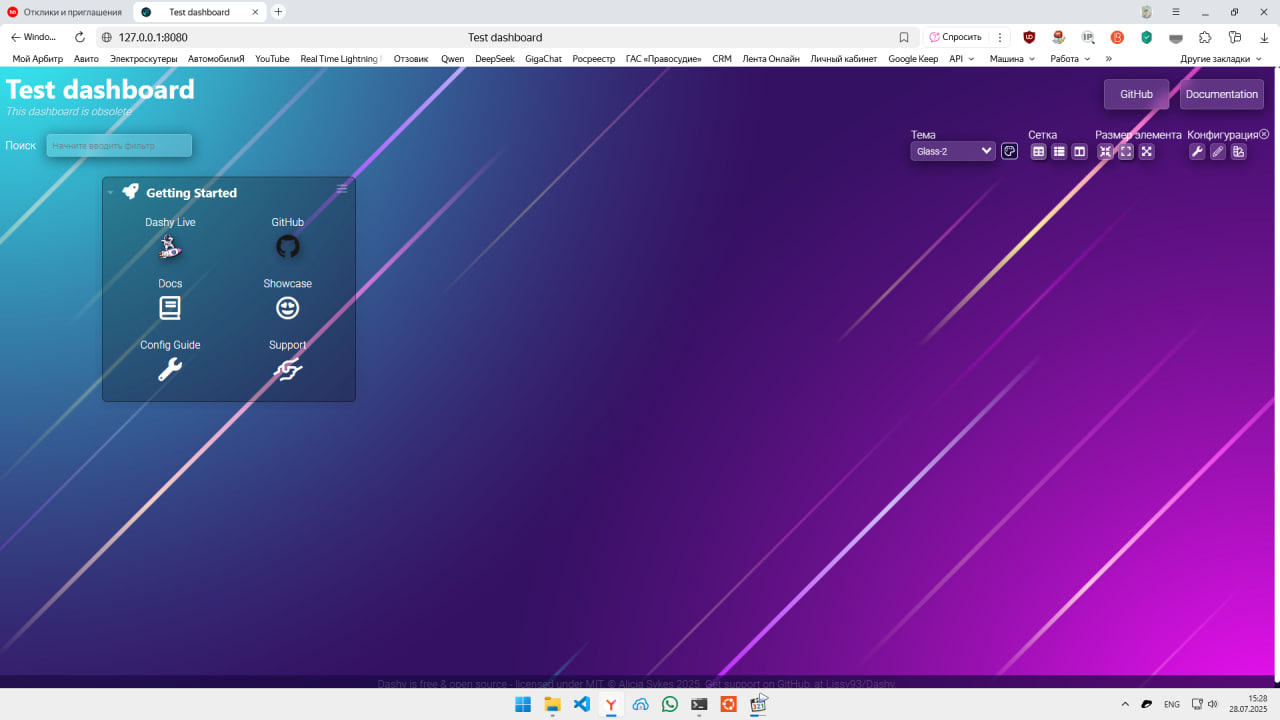 Отклики и приглашения
Test dashboard
Windo...
127.0.0.1:8080
Test dashboard
Спросить
Мой Арбитр Авито Электроскутеры АвтомобилиЯ YouTube Real Time Lightning Отзовик Qwen DeepSeek GigaChat Росреестр ГАС «Правосудие» CRM Лента Онлайн Личный кабинет Google Keep API Машина Работа » Другие закладки
Test dashboard
This dashboard is obsolete
GitHub
Documentation
Поиск
Начните вводить фильтр
Тема
Glass-2
Сетка
Размер элемента
Конфигурация
Getting Started
Dashy Live
GitHub
Docs
Showcase
Config Guide
Support
Dashy is free & open source - licensed under MIT, © Alicia Sykes 2025. Get support on GitHub, at Lissy93/Dashy.
ENG
15:28
28.07.2025